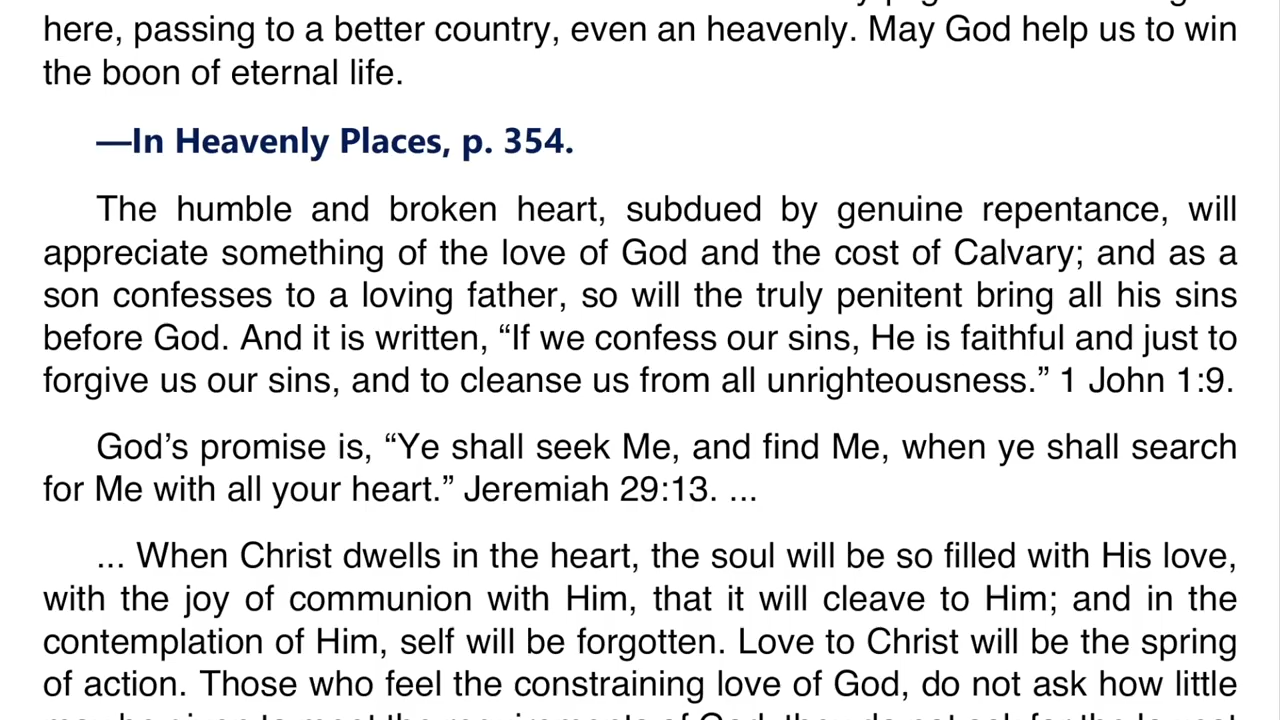 here, passing to a better country, even an heavenly. May God help us to win
the boon of eternal life.
—In Heavenly Places, p. 354.
The humble and broken heart, subdued by genuine repentance, will
appreciate something of the love of God and the cost of Calvary; and as a
son confesses to a loving father, so will the truly penitent bring all his sins
before God. And it is written, “If we confess our sins, He is faithful and just to
forgive us our sins, and to cleanse us from all unrighteousness.” 1 John 1:9.
God’s promise is, “Ye shall seek Me, and find Me, when ye shall search
for Me with all your heart.” Jeremiah 29:13. ...
... When Christ dwells in the heart, the soul will be so filled with His love,
with the joy of communion with Him, that it will cleave to Him; and in the
contemplation of Him, self will be forgotten. Love to Christ will be the spring
of action. Those who feel the constraining love of God, do not ask how little